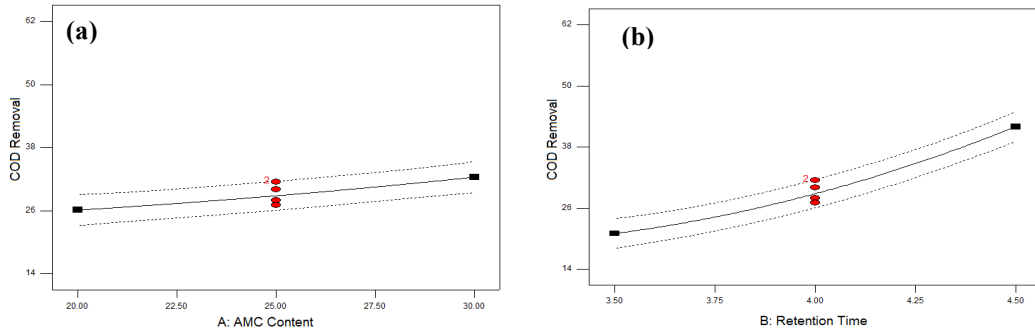 (a)
COD Removal
62
50
38
26
14
2
20.00 22.50 25.00 27.50 30.00
A: AMC Content
(b)
COD Removal
62
50
38
26
14
2
3.50 3.75 4.00 4.25 4.50
B: Retention Time